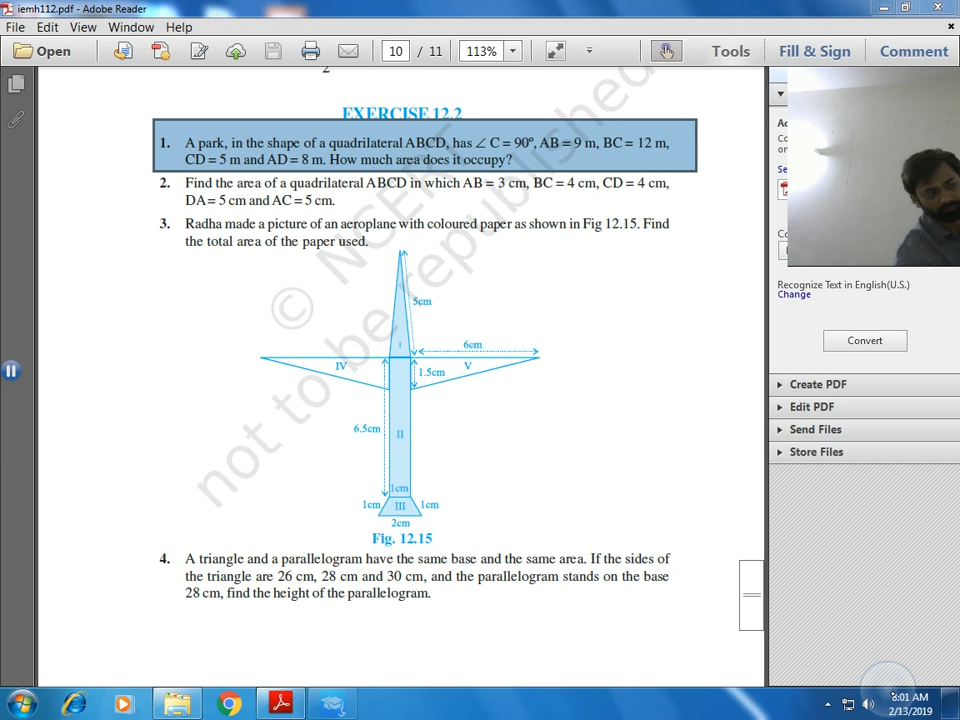 iemh112.pdf - Adobe Reader
File Edit View Window Help
Open 10 / 11 113% Tools Fill & Sign Comment
2
EXERCISE 12.2
1. A park, in the shape of a quadrilateral ABCD, has ∠ C = 90º, AB = 9 m, BC = 12 m,
CD = 5 m and AD = 8 m. How much area does it occupy?
2. Find the area of a quadrilateral ABCD in which AB = 3 cm, BC = 4 cm, CD = 4 cm,
DA = 5 cm and AC = 5 cm.
3. Radha made a picture of an aeroplane with coloured paper as shown in Fig 12.15. Find
the total area of the paper used.
5cm
I
6cm
IV
V
1.5cm
6.5cm
II
1cm
1cm III 1cm
2cm
Fig. 12.15
4. A triangle and a parallelogram have the same base and the same area. If the sides of
the triangle are 26 cm, 28 cm and 30 cm, and the parallelogram stands on the base
28 cm, find the height of the parallelogram.
© NCERT
not to be republished
Recognize Text in English(U.S.)
Change
Convert
Create PDF
Edit PDF
Send Files
Store Files
8:01 AM
2/13/2019